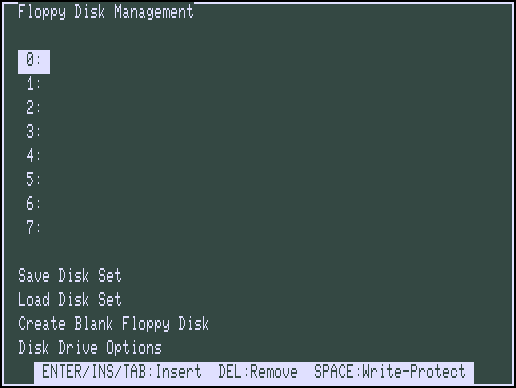 Floppy Disk Management
0:
1:
2:
3:
4:
5:
6:
7:
Save Disk Set
Load Disk Set
Create Blank Floppy Disk
Disk Drive Options
ENTER/INS/TAB:Insert DEL:Remove SPACE:Write-Protect